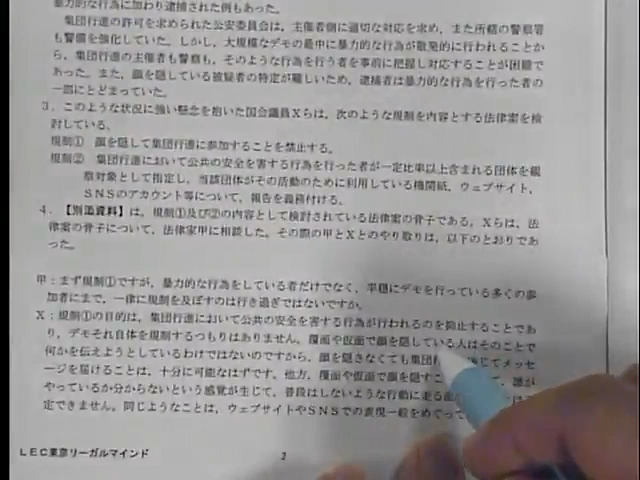 暴力的な行為に加わり逮捕された例もあった。
集団行進の許可を求められた公安委員会は、主催者側に適切な対応を求め、また所轄の警察署
も警備を強化していた。しかし、大規模なデモの最中に暴力的な行為が散発的に行われることか
ら、集団行進の主催者も警察も、そのような行為を行う者を事前に把握し対応することが困難で
あった。また、顔を隠している被疑者の特定が難しいため、逮捕者は暴力的な行為を行った者の
一部にとどまっていた。
3．このような状況に強い懸念を抱いた国会議員Xらは、次のような規制を内容とする法律案を検
討している。
規制① 顔を隠して集団行進に参加することを禁止する。
規制② 集団行進において公共の安全を害する行為を行った者が一定比率以上含まれる団体を観
察対象として指定し、当該団体がその活動のために利用している機関紙、ウェブサイト、
SNSのアカウント等について、報告を義務付ける。
4．【別添資料】は、規制①及び②の内容として検討されている法律案の骨子である。Xらは、法
律案の骨子について、法律家甲に相談した。その際の甲とXとのやり取りは、以下のとおりであ
った。
甲：まず規制①ですが、暴力的な行為をしている者だけでなく、平穏にデモを行っている多くの参
加者にまで、一律に規制を及ぼすのは行き過ぎではないですか。
X：規制①の目的は、集団行進において公共の安全を害する行為が行われるのを抑止することであ
り、デモそれ自体を規制するつもりはありません。覆面や仮面で顔を隠している人はそのことで
何かを伝えようとしているわけではないのですから、顔を隠さなくても集団行 じてメッセ
ージを届けることは、十分に可能なはずです。他方、覆面や仮面で顔を隠すこ 、誰が
やっているか分からないという感覚が生じて、普段はしないような行動に走る
定できません。同じようなことは、ウェブサイトやSNSでの表現一般をめぐって
LEC東京リーガルマインド
2